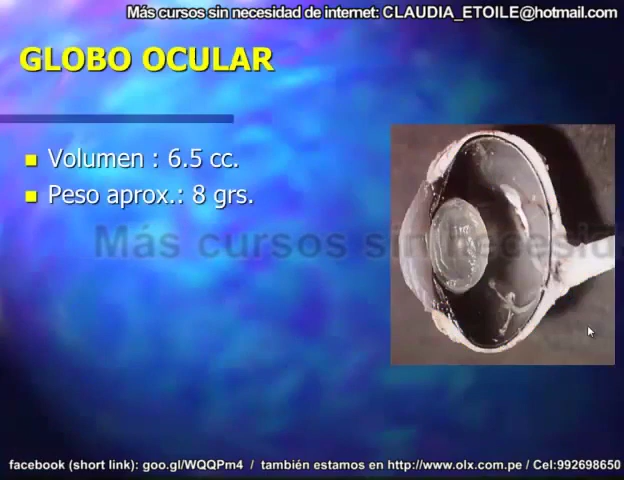 Más cursos sin necesidad de internet: CLAUDIA_ETOILE@hotmail.com
GLOBO OCULAR
Volumen : 6.5 cc.
Peso aprox.: 8 grs.
Más cursos sin necesid
facebook (short link): goo.gl/WQQPm4 / también estamos en http://www.olx.com.pe / Cel:992698650